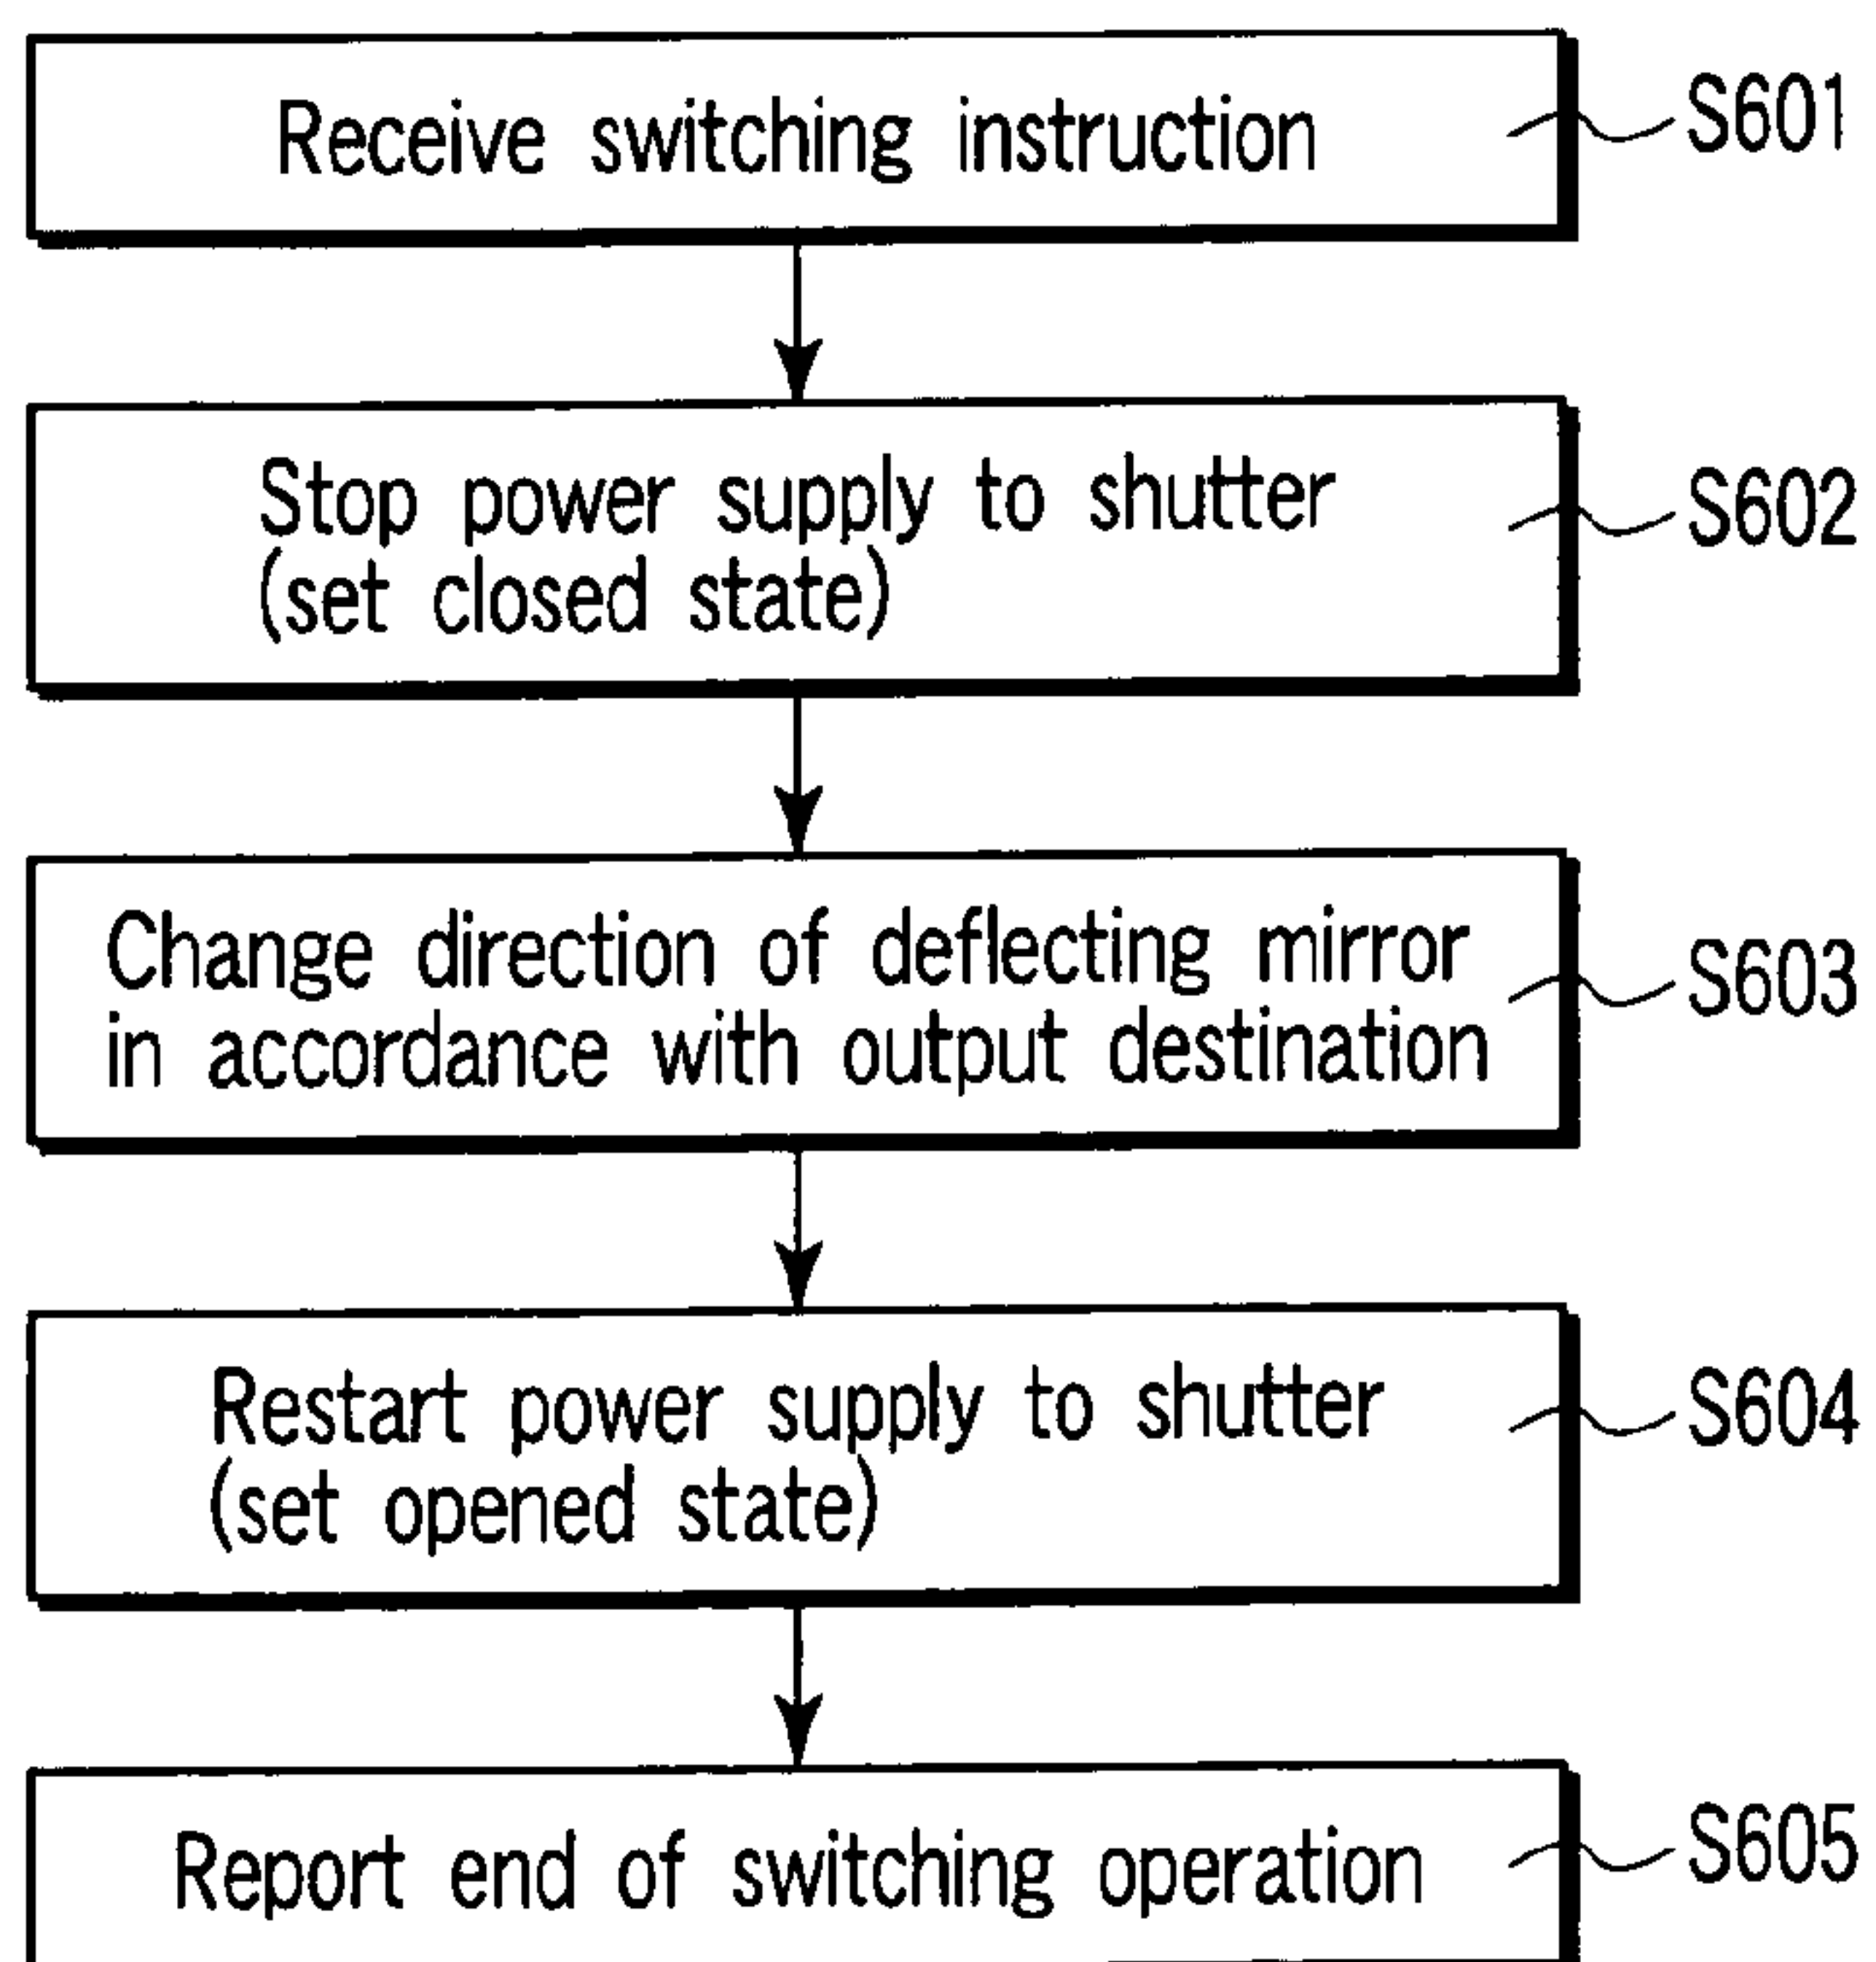 Receive switching instruction
S601
Stop power supply to shutter
(set closed state)
S602
Change direction of deflecting mirror
in accordance with output destination
S603
Restart power supply to shutter
(set opened state)
S604
Report end of switching operation
S605